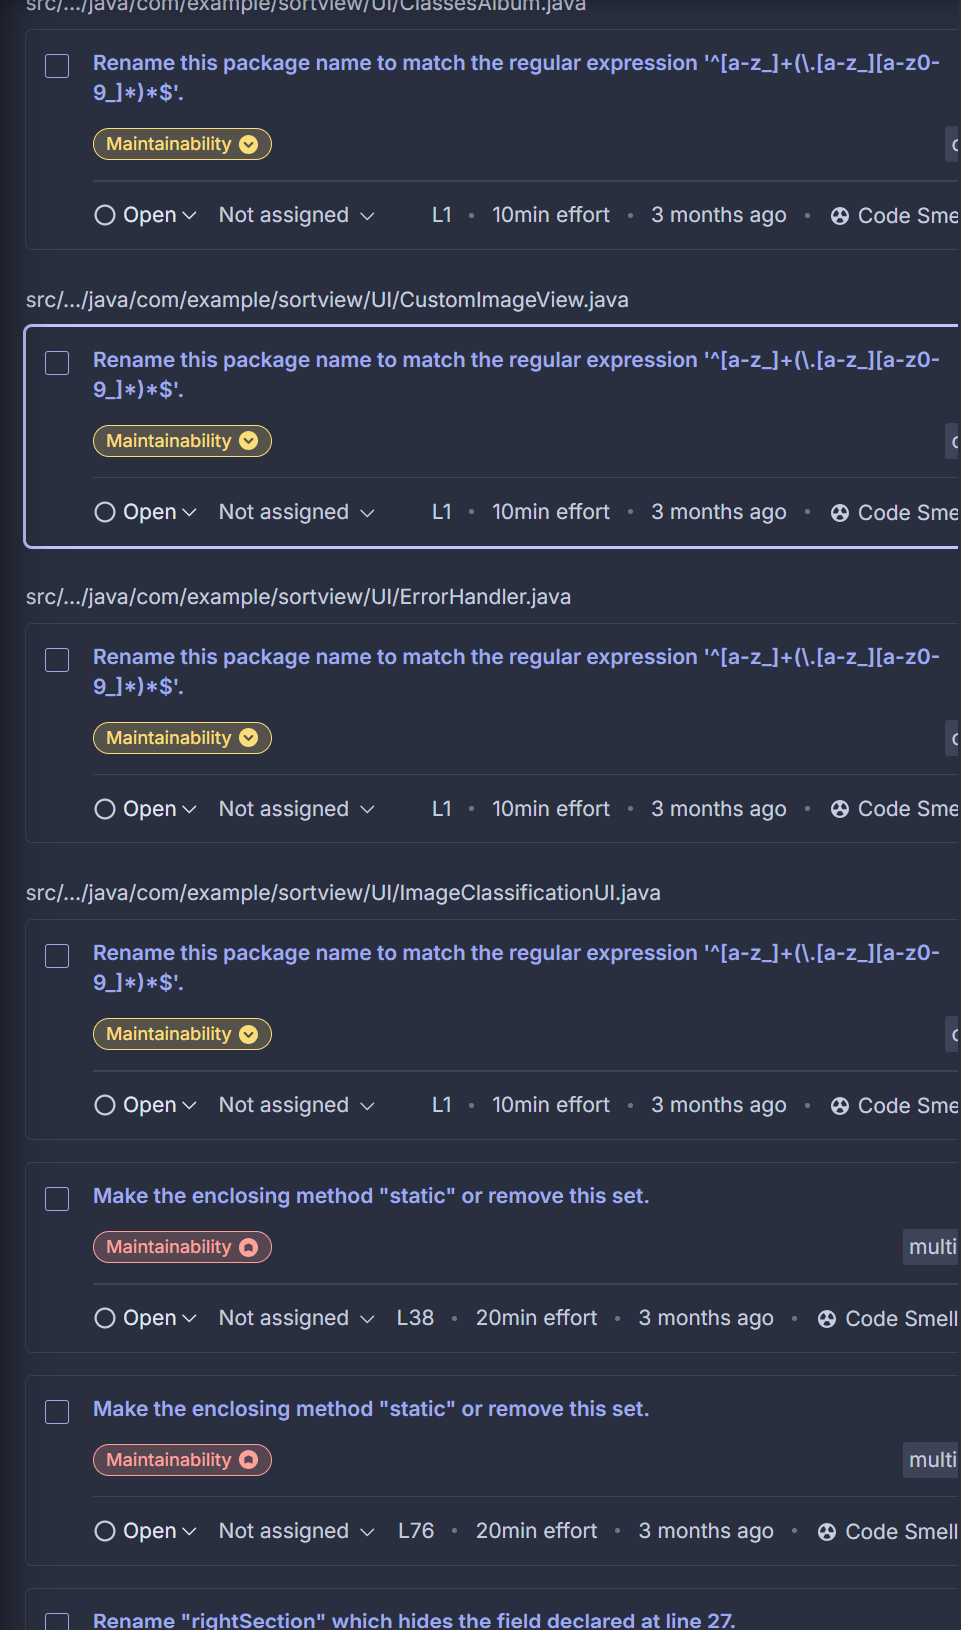 src/.../java/com/example/sortview/UI/ClassesAlbum.java
Rename this package name to match the regular expression '^[a-z_]+(\.[a-z_][a-z0-
9_]*)*$'.
Maintainability
Open Not assigned L1 • 10min effort • 3 months ago • Code Sme
src/.../java/com/example/sortview/UI/CustomImageView.java
Rename this package name to match the regular expression '^[a-z_]+(\.[a-z_][a-z0-
9_]*)*$'.
Maintainability
Open Not assigned L1 • 10min effort • 3 months ago • Code Sme
src/.../java/com/example/sortview/UI/ErrorHandler.java
Rename this package name to match the regular expression '^[a-z_]+(\.[a-z_][a-z0-
9_]*)*$'.
Maintainability
Open Not assigned L1 • 10min effort • 3 months ago • Code Sme
src/.../java/com/example/sortview/UI/ImageClassificationUI.java
Rename this package name to match the regular expression '^[a-z_]+(\.[a-z_][a-z0-
9_]*)*$'.
Maintainability
Open Not assigned L1 • 10min effort • 3 months ago • Code Sme
Make the enclosing method "static" or remove this set.
Maintainability multi
Open Not assigned L38 • 20min effort • 3 months ago • Code Smell
Make the enclosing method "static" or remove this set.
Maintainability multi
Open Not assigned L76 • 20min effort • 3 months ago • Code Smell
Rename "rightSection" which hides the field declared at line 27.